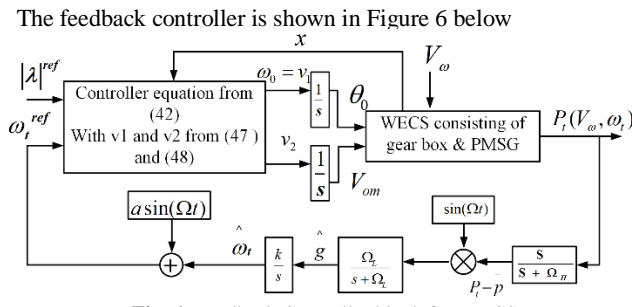 The feedback controller is shown in Figure 6 below
x
|λ|^ref
ω_t^ref
Controller equation from
(42)
With v1 and v2 from (47 )
and (48)
ω_0 = v_1
1/s
θ_0
v_2
1/s
V_om
V_ω
WECS consisting of
gear box & PMSG
P_t(V_ω, ω_t)
a sin(Ωt)
+
ω̂_t
k/s
ĝ
Ω_L/(s + Ω_L)
sin(Ωt)
P_t - p
S/(S + Ω_H)